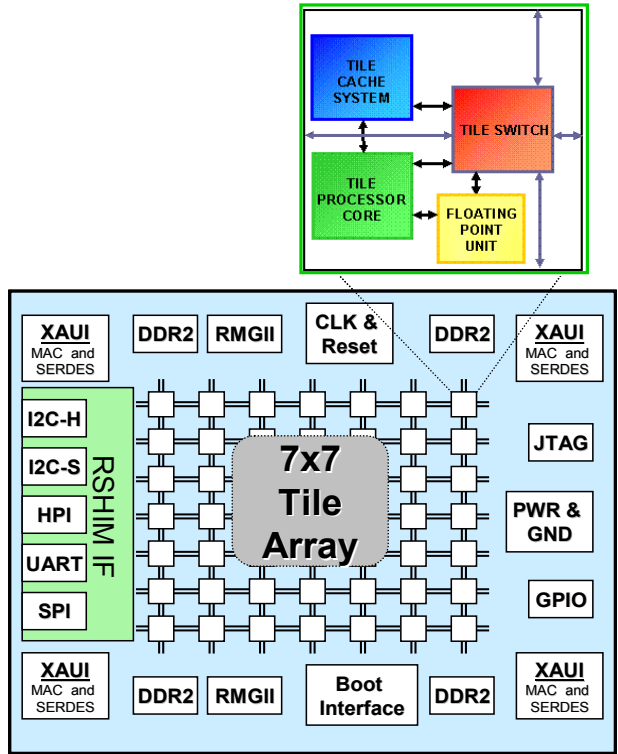 TILE
CACHE
SYSTEM
TILE SWITCH
TILE
PROCESSOR
CORE
FLOATING
POINT
UNIT
XAUI
MAC and
SERDES
DDR2
RMGII
CLK &
Reset
DDR2
XAUI
MAC and
SERDES
I2C-H
I2C-S
HPI
UART
SPI
RSHIM IF
7x7
Tile
Array
JTAG
PWR &
GND
GPIO
XAUI
MAC and
SERDES
DDR2
RMGII
Boot
Interface
DDR2
XAUI
MAC and
SERDES